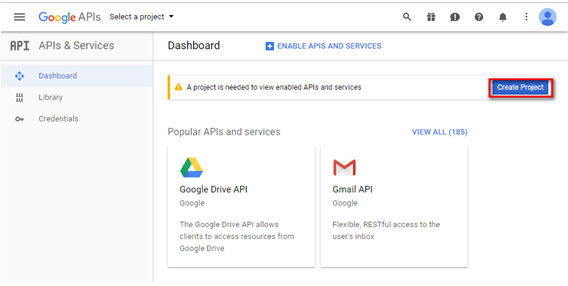 Google APIs Select a project
API APIs & Services
Dashboard ENABLE APIS AND SERVICES
Dashboard
Library
Credentials
A project is needed to view enabled APIs and services Create Project
Popular APIs and services VIEW ALL (185)
Google Drive API
Google
The Google Drive API allows
clients to access resources from
Google Drive
Gmail API
Google
Flexible, RESTful access to the
user's inbox